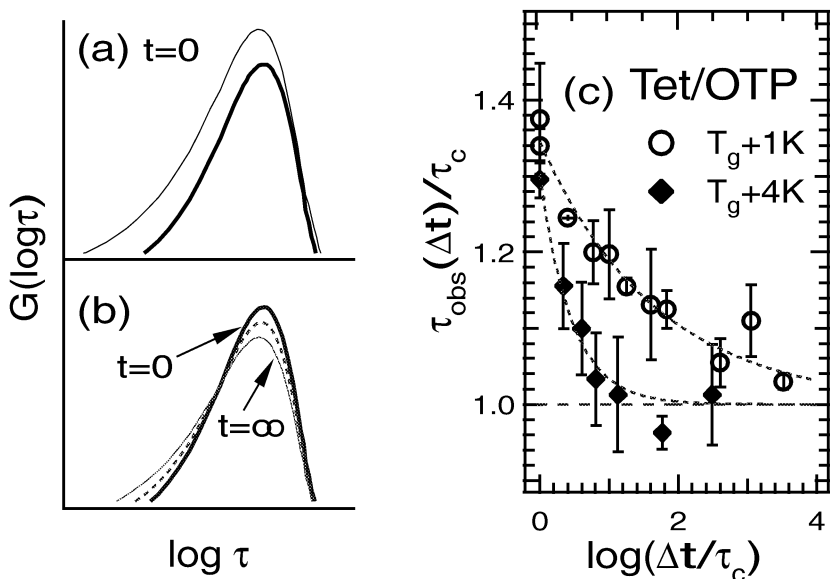 (a) t=0
(b)
t=0
t=∞
G(logτ)
log τ
(c) Tet/OTP
T_g+1K
T_g+4K
τ_obs(Δt)/τ_c
1.4
1.2
1.0
0 2 4
log(Δt/τ_c)